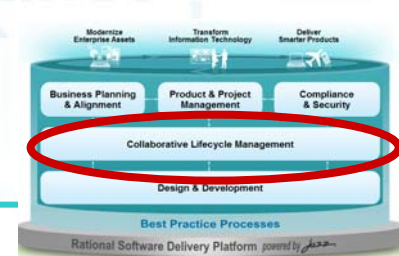 Modernize Enterprise Assets
Transform Information Technology
Deliver Smarter Products
Business Planning & Alignment
Product & Project Management
Compliance & Security
Collaborative Lifecycle Management
Design & Development
Best Practice Processes
Rational Software Delivery Platform powered by Jazz